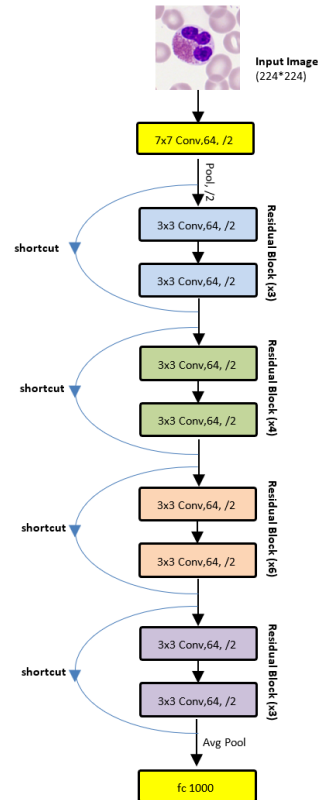 Input Image
(224*224)
7x7 Conv,64, /2
Pool, /2
3x3 Conv,64, /2
3x3 Conv,64, /2
Residual Block (x3)
shortcut
3x3 Conv,64, /2
3x3 Conv,64, /2
Residual Block (x4)
shortcut
3x3 Conv,64, /2
3x3 Conv,64, /2
Residual Block (x6)
shortcut
3x3 Conv,64, /2
3x3 Conv,64, /2
Residual Block (x3)
shortcut
Avg Pool
fc 1000